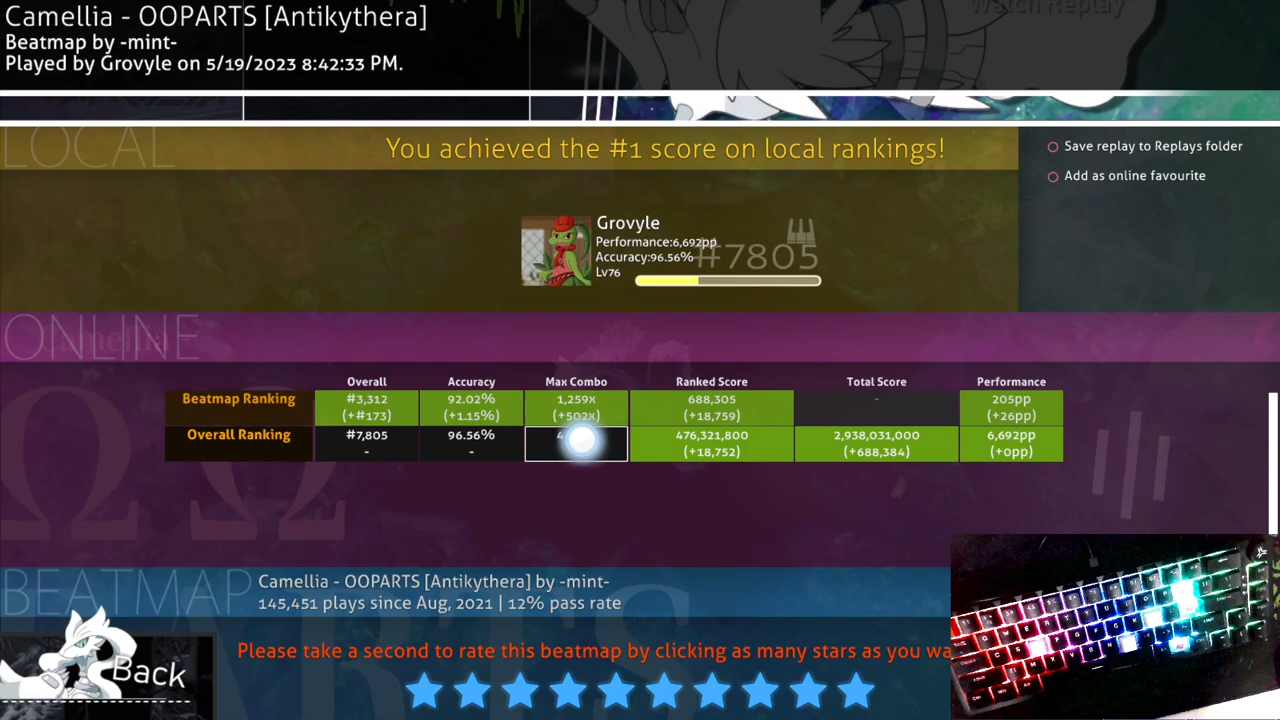 Camellia - OOPARTS [Antikythera]
Beatmap by -mint-
Played by Grovyle on 5/19/2023 8:42:33 PM.
Watch Replay
LOCAL
You achieved the #1 score on local rankings!
Save replay to Replays folder
Add as online favourite
Grovyle
Performance:6,692pp
Accuracy:96.56%
Lv76
#7805
ONLINE
Camellia -
Overall Accuracy Max Combo Ranked Score Total Score Performance
Beatmap Ranking #3,312 92.02% 1,259x 688,305 - 205pp
(+#173) (+1.15%) (+502x) (+18,759) (+26pp)
Overall Ranking #7,805 96.56% 476,321,800 2,938,031,000 6,692pp
- - (+18,752) (+688,384) (+0pp)
ΩΩ
BEATMAP
Camellia - OOPARTS [Antikythera] by -mint-
145,451 plays since Aug, 2021 | 12% pass rate
Please take a second to rate this beatmap by clicking as many stars as you wa
Back